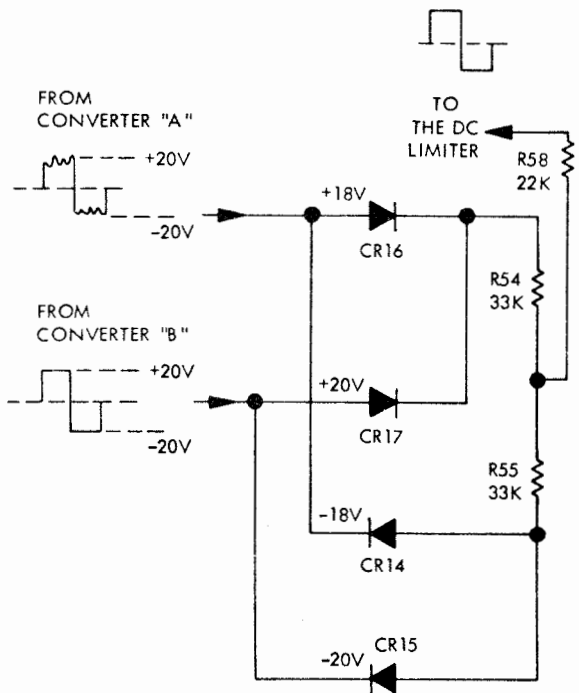 FROM
CONVERTER "A"
+20V
-20V
TO
THE DC
LIMITER
R58
22K
+18V
CR16
R54
33K
FROM
CONVERTER "B"
+20V
-20V
+20V
CR17
R55
33K
-18V
CR14
-20V
CR15